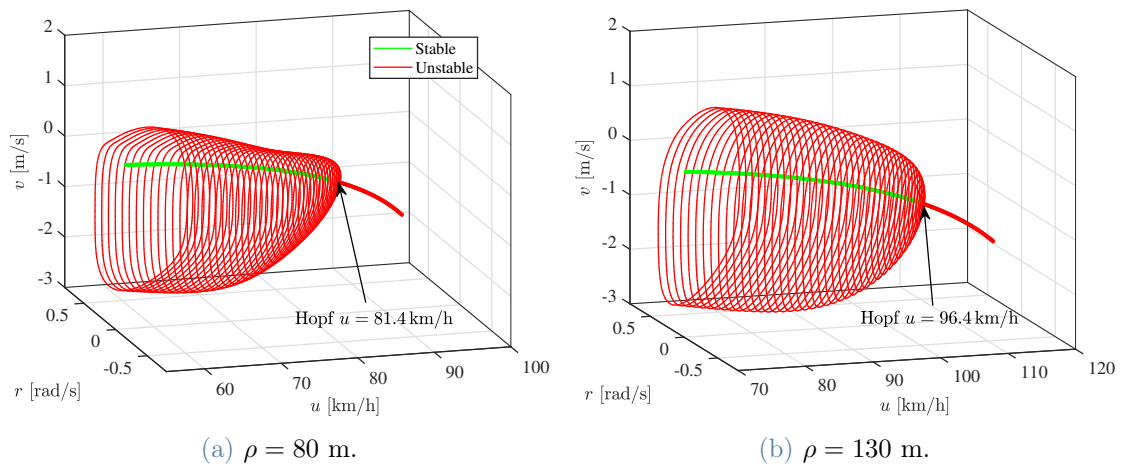 2
1
0
-1
-2
-3
v [m/s]
0.5
0
-0.5
r [rad/s]
60
70
80
90
100
u [km/h]
Stable
Unstable
Hopf u = 81.4 km/h
(a) ρ = 80 m.
2
1
0
-1
-2
-3
v [m/s]
0.5
0
-0.5
r [rad/s]
70
80
90
100
110
120
u [km/h]
Hopf u = 96.4 km/h
(b) ρ = 130 m.